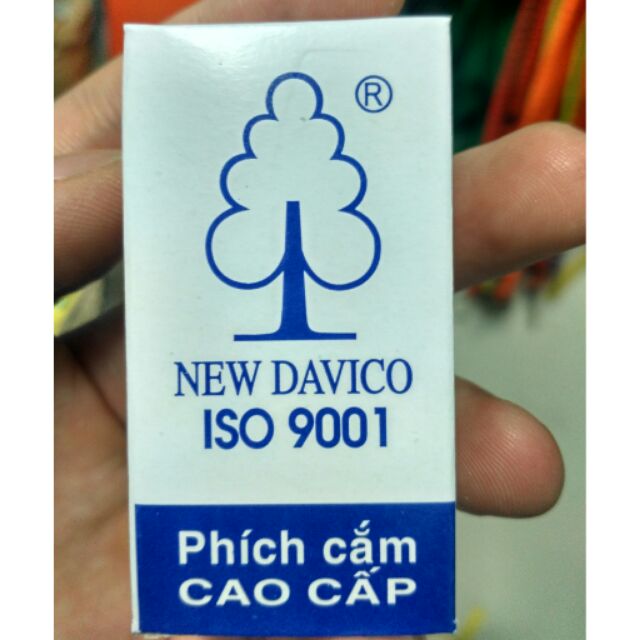 ®
NEW DAVICO
ISO 9001
Phích cắm
CAO CẤP